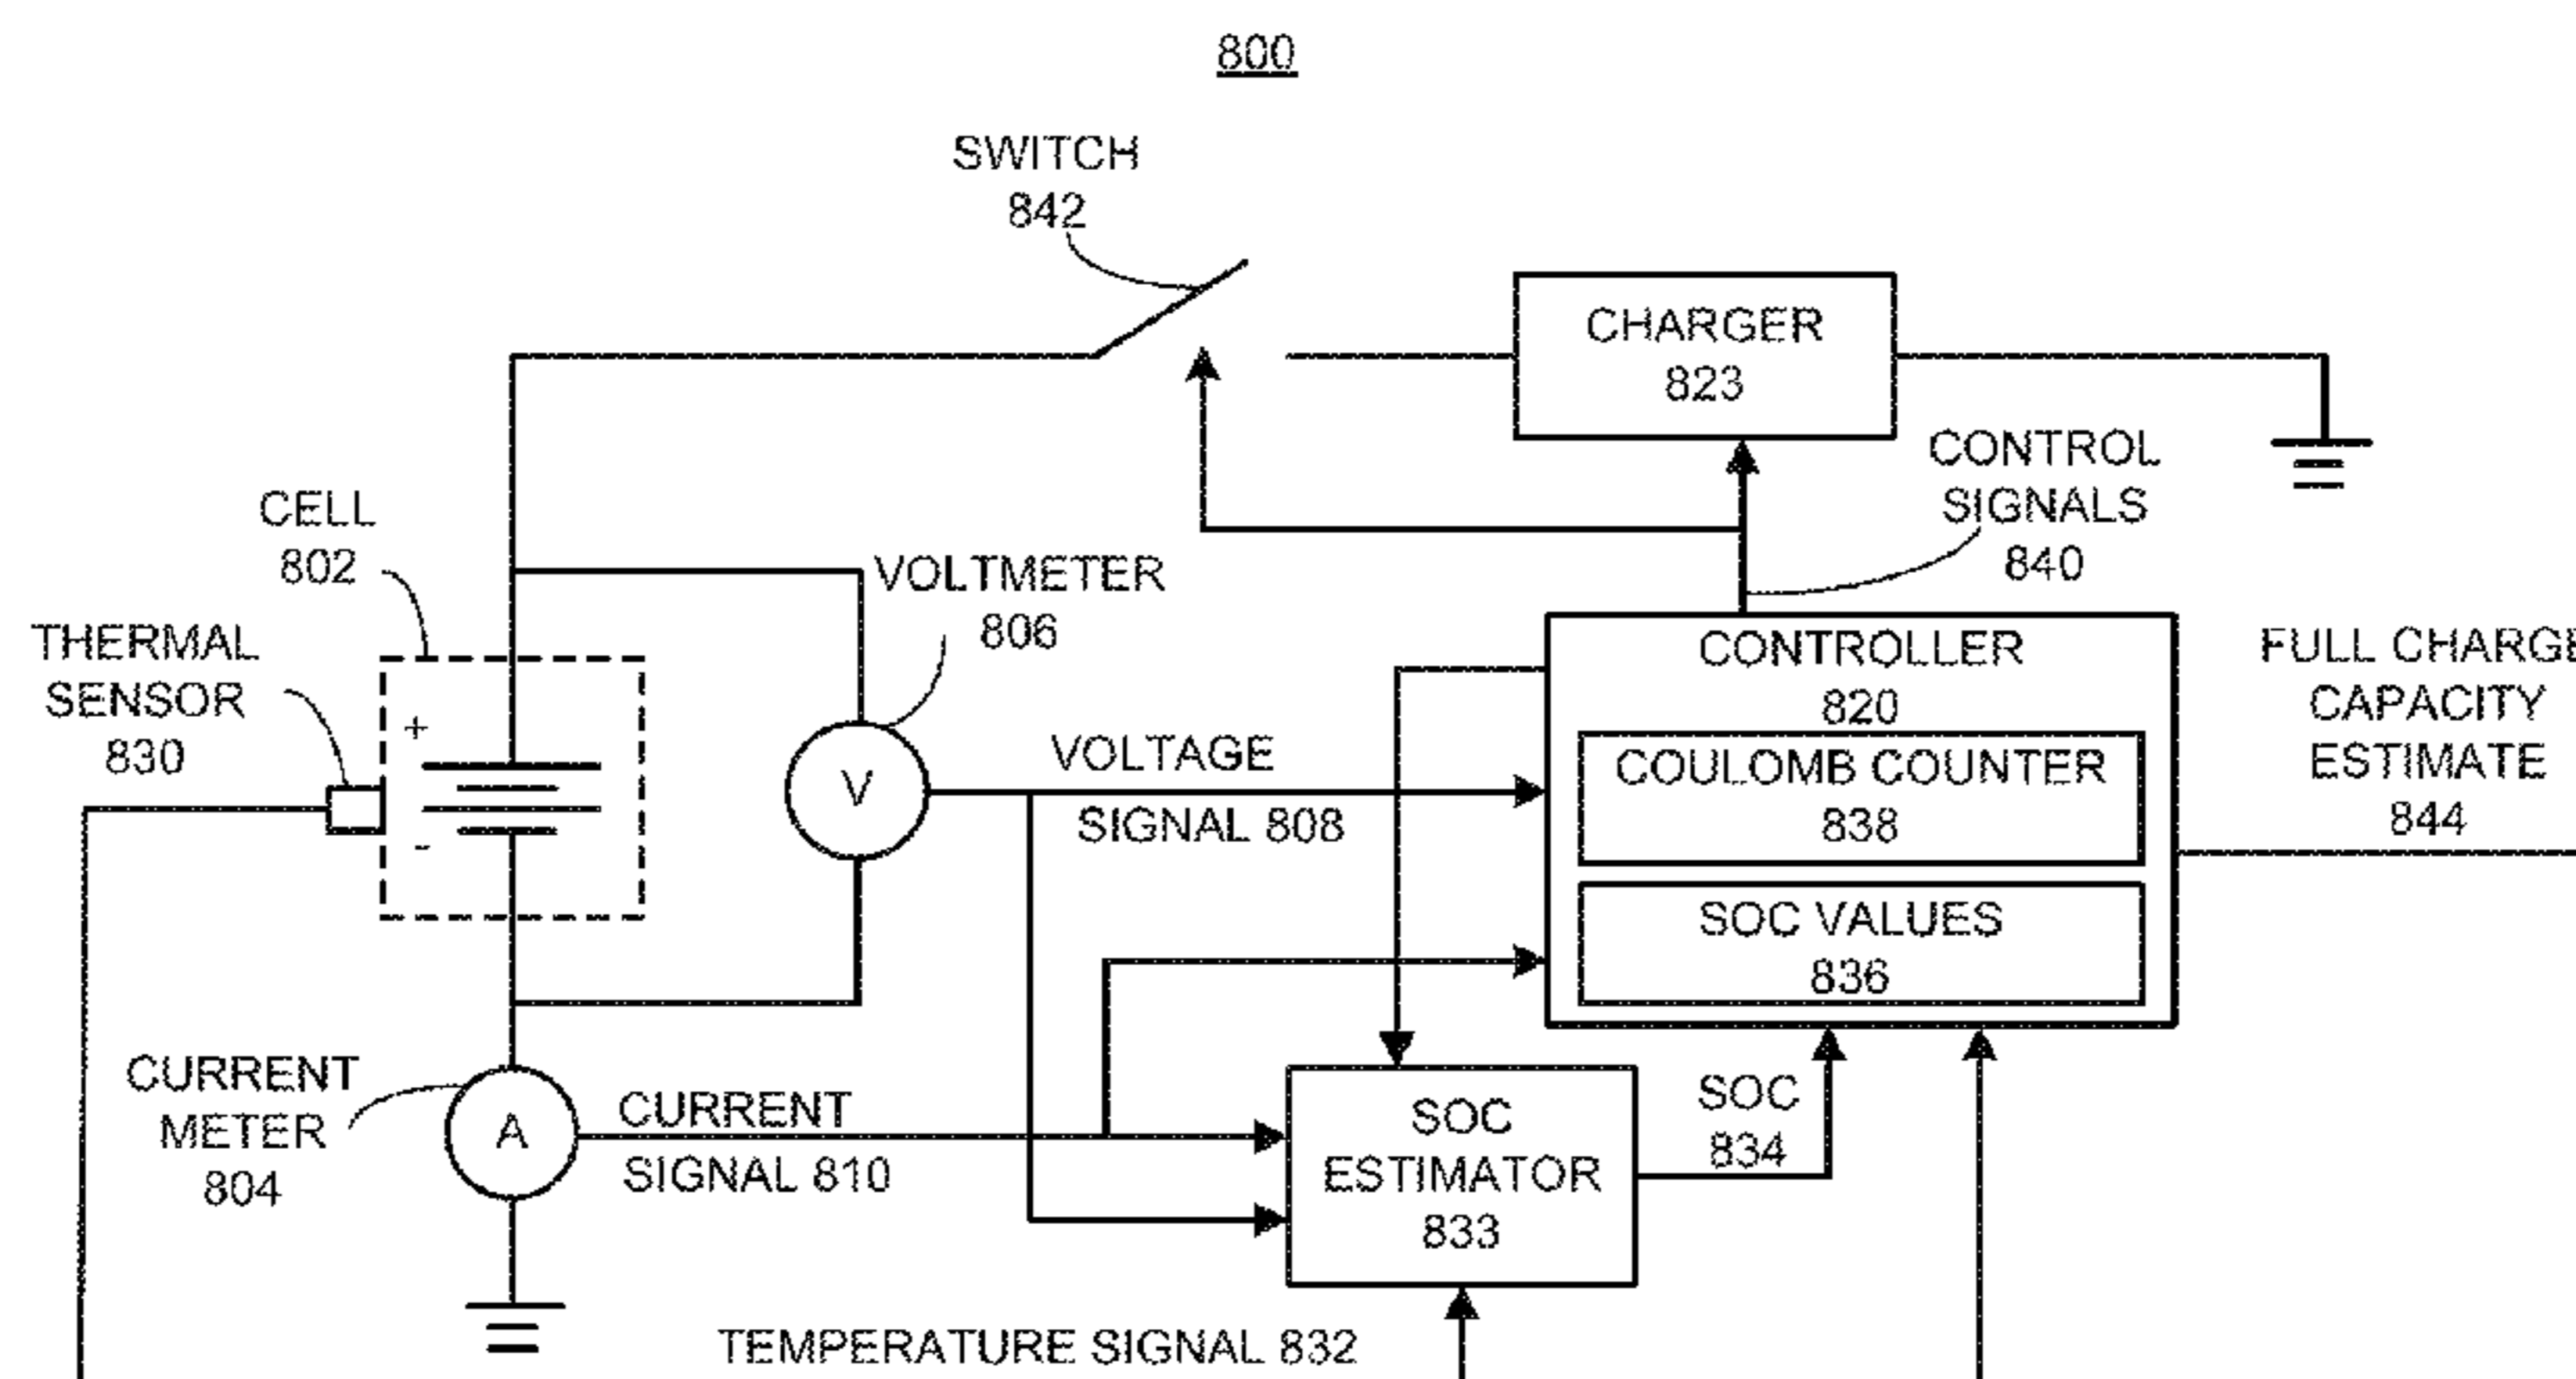 800
SWITCH
842
CHARGER
823
CONTROL
SIGNALS
840
CELL
802
VOLTMETER
806
THERMAL
SENSOR
830
+
-
V
VOLTAGE
SIGNAL 808
CONTROLLER
820
COULOMB COUNTER
838
SOC VALUES
836
FULL CHARGE
CAPACITY
ESTIMATE
844
CURRENT
METER
804
A
CURRENT
SIGNAL 810
SOC
ESTIMATOR
833
SOC
834
TEMPERATURE SIGNAL 832